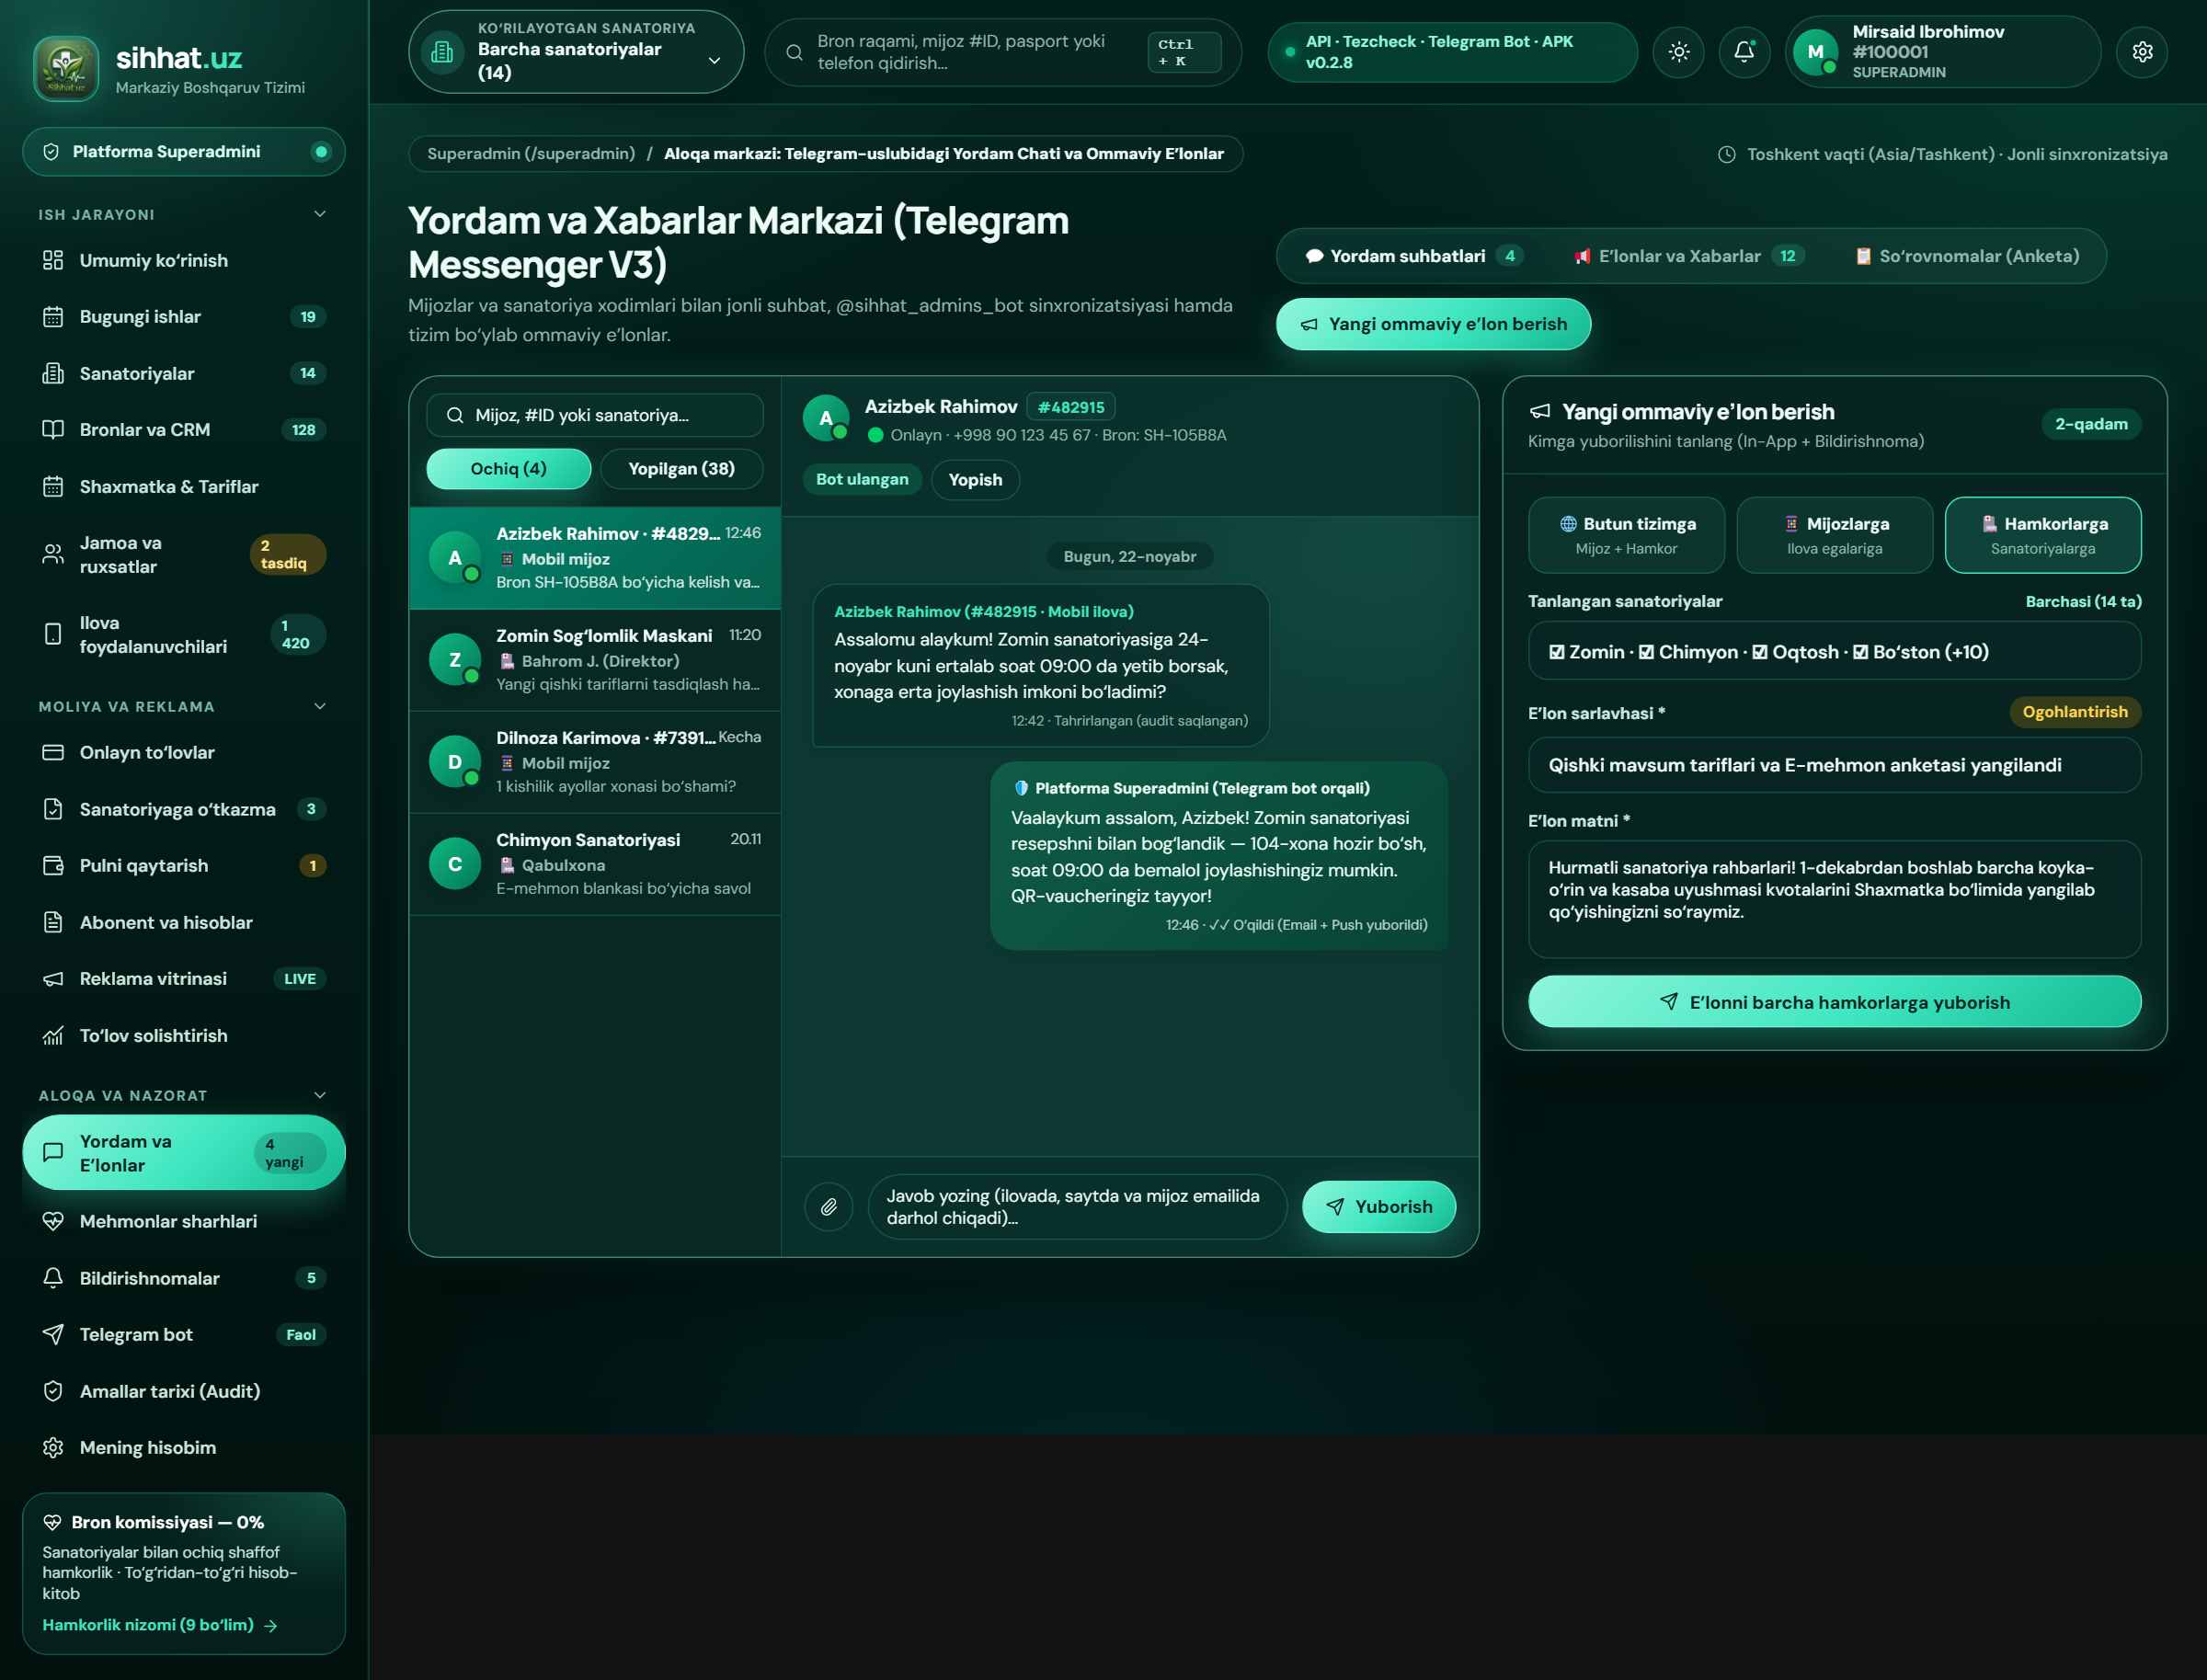 sihhat.uz
Markaziy Boshqaruv Tizimi
Platforma Superadmini
ISH JARAYONI
Umumiy ko‘rinish
Bugungi ishlar 19
Sanatoriyalar 14
Bronlar va CRM 128
Shaxmatka & Tariflar
Jamoa va
ruxsatlar
2
tasdiq
Ilova
foydalanuvchilari
1
420
MOLIYA VA REKLAMA
Onlayn to‘lovlar
Sanatoriyaga o‘tkazma 3
Pulni qaytarish 1
Abonent va hisoblar
Reklama vitrinasi LIVE
To‘lov solishtirish
ALOQA VA NAZORAT
Yordam va
E’lonlar
4
yangi
Mehmonlar sharhlari
Bildirishnomalar 5
Telegram bot Faol
Amallar tarixi (Audit)
Mening hisobim
Bron komissiyasi — 0%
Sanatoriyalar bilan ochiq shaffof
hamkorlik · To‘g‘ridan-to‘g‘ri hisob-
kitob
Hamkorlik nizomi (9 bo‘lim) →
KO‘RILAYOTGAN SANATORIYA
Barcha sanatoriyalar
(14)
Bron raqami, mijoz #ID, pasport yoki
telefon qidirish...
Ctrl
+ K
API · Tezcheck · Telegram Bot · APK
v0.2.8
M
Mirsaid Ibrohimov
#100001
SUPERADMIN
Superadmin (/superadmin) / Aloqa markazi: Telegram-uslubidagi Yordam Chati va Ommaviy E’lonlar
Toshkent vaqti (Asia/Tashkent) · Jonli sinxronizatsiya
Yordam va Xabarlar Markazi (Telegram
Messenger V3)
Mijozlar va sanatoriya xodimlari bilan jonli suhbat, @sihhat_admins_bot sinxronizatsiyasi hamda
tizim bo‘ylab ommaviy e’lonlar.
Yordam suhbatlari 4
E’lonlar va Xabarlar 12
So‘rovnomalar (Anketa)
Yangi ommaviy e’lon berish
Mijoz, #ID yoki sanatoriya...
Ochiq (4)
Yopilgan (38)
A
Azizbek Rahimov · #4829... 12:46
Mobil mijoz
Bron SH-105B8A bo‘yicha kelish va...
Z
Zomin Sog‘lomlik Maskani 11:20
Bahrom J. (Direktor)
Yangi qishki tariflarni tasdiqlash ha...
D
Dilnoza Karimova · #7391... Kecha
Mobil mijoz
1 kishilik ayollar xonasi bo‘shami?
C
Chimyon Sanatoriyasi 20.11
Qabulxona
E-mehmon blankasi bo‘yicha savol
A
Azizbek Rahimov #482915
Onlayn · +998 90 123 45 67 · Bron: SH-105B8A
Bot ulangan
Yopish
Bugun, 22-noyabr
Azizbek Rahimov (#482915 · Mobil ilova)
Assalomu alaykum! Zomin sanatoriyasiga 24-
noyabr kuni ertalab soat 09:00 da yetib borsak,
xonaga erta joylashish imkoni bo‘ladimi?
12:42 · Tahrirlangan (audit saqlangan)
Platforma Superadmini (Telegram bot orqali)
Vaalaykum assalom, Azizbek! Zomin sanatoriyasi
resepshni bilan bog‘landik — 104-xona hozir bo‘sh,
soat 09:00 da bemalol joylashishingiz mumkin.
QR-vaucheringiz tayyor!
12:46 · ✓✓ O‘qildi (Email + Push yuborildi)
Javob yozing (ilovada, saytda va mijoz emailida
darhol chiqadi)...
Yuborish
Yangi ommaviy e’lon berish
Kimga yuborilishini tanlang (In-App + Bildirishnoma)
2-qadam
Butun tizimga
Mijoz + Hamkor
Mijozlarga
Ilova egalariga
Hamkorlarga
Sanatoriyalarga
Tanlangan sanatoriyalar Barchasi (14 ta)
☑ Zomin · ☑ Chimyon · ☑ Oqtosh · ☑ Bo‘ston (+10)
E’lon sarlavhasi * Ogohlantirish
Qishki mavsum tariflari va E-mehmon anketasi yangilandi
E’lon matni *
Hurmatli sanatoriya rahbarlari! 1-dekabrdan boshlab barcha koyka-
o‘rin va kasaba uyushmasi kvotalarini Shaxmatka bo‘limida yangilab
qo‘yishingizni so‘raymiz.
E’lonni barcha hamkorlarga yuborish